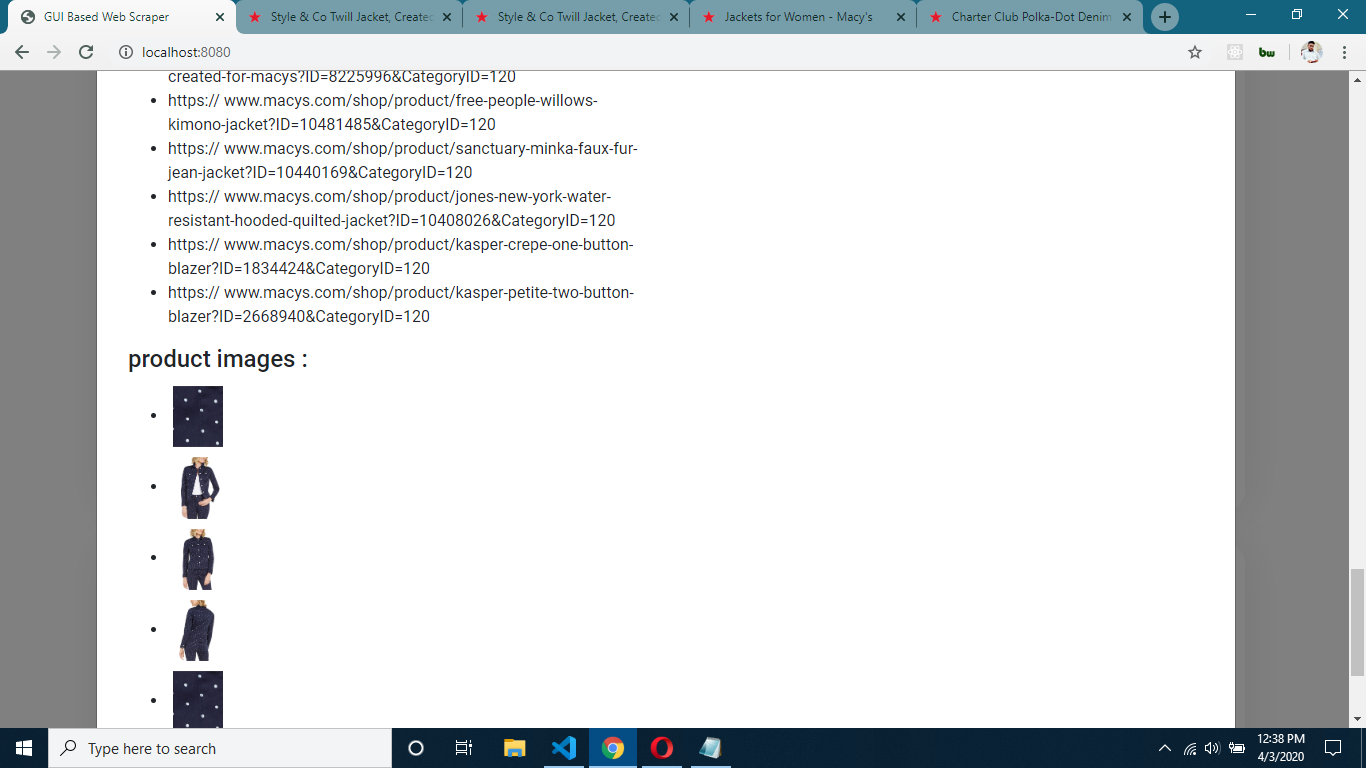 GUI Based Web Scraper
Style & Co Twill Jacket, Created
Style & Co Twill Jacket, Created
Jackets for Women - Macy's
Charter Club Polka-Dot Denim
localhost:8080
created-for-macys?ID=8225996&CategoryID=120
https:// www.macys.com/shop/product/free-people-willows-
kimono-jacket?ID=10481485&CategoryID=120
https:// www.macys.com/shop/product/sanctuary-minka-faux-fur-
jean-jacket?ID=10440169&CategoryID=120
https:// www.macys.com/shop/product/jones-new-york-water-
resistant-hooded-quilted-jacket?ID=10408026&CategoryID=120
https:// www.macys.com/shop/product/kasper-crepe-one-button-
blazer?ID=1834424&CategoryID=120
https:// www.macys.com/shop/product/kasper-petite-two-button-
blazer?ID=2668940&CategoryID=120
product images :
Type here to search
12:38 PM
4/3/2020